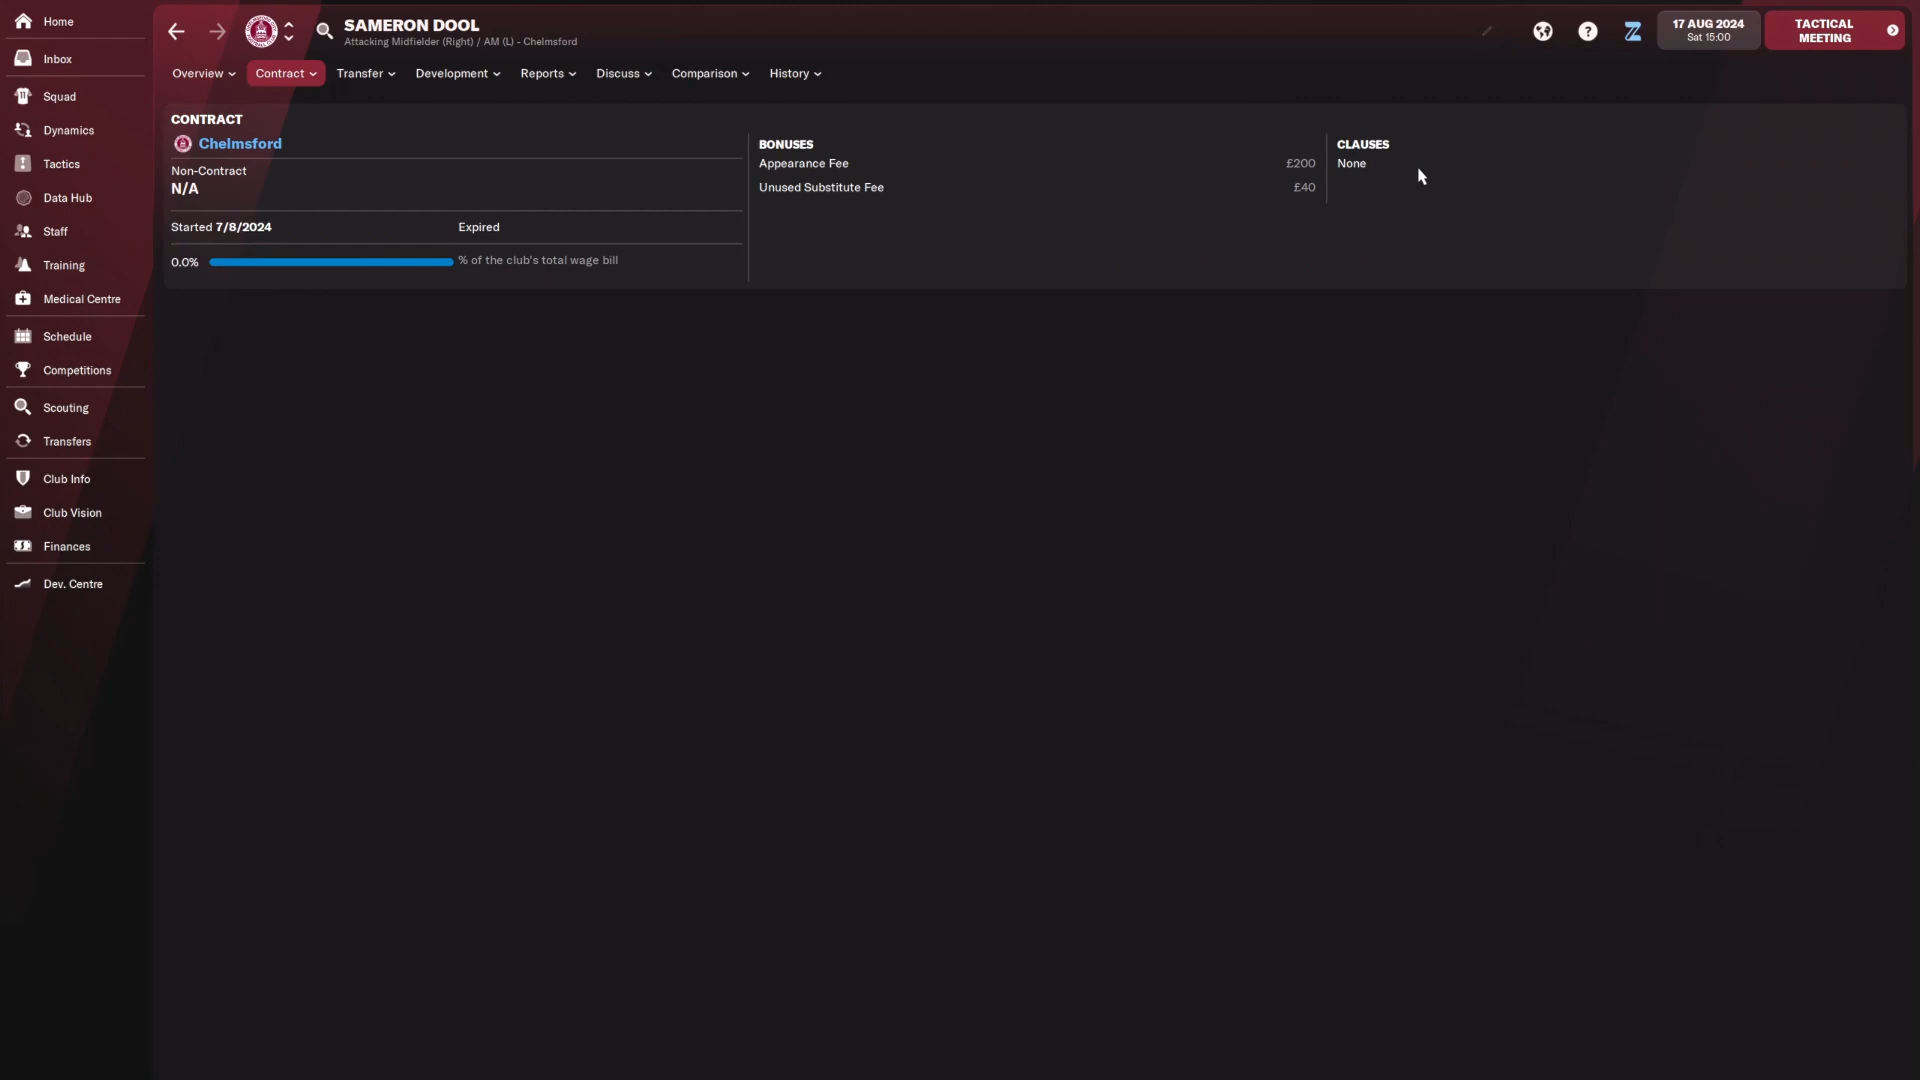 Home
Inbox
Squad
Dynamics
Tactics
Data Hub
Staff
Training
Medical Centre
Schedule
Competitions
Scouting
Transfers
Club Info
Club Vision
Finances
Dev. Centre
SAMERON DOOL
Attacking Midfielder (Right) / AM (L) - Chelmsford
17 AUG 2024
Sat 15:00
TACTICAL
MEETING
Overview Contract Transfer Development Reports Discuss Comparison History
CONTRACT
Chelmsford
Non-Contract
N/A
Started 7/8/2024 Expired
0.0% % of the club's total wage bill
BONUSES
Appearance Fee £200
Unused Substitute Fee £40
CLAUSES
None